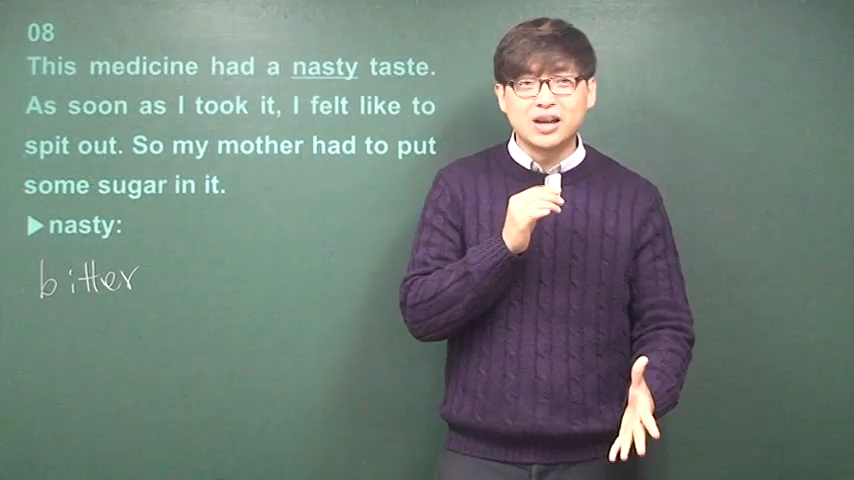 08
This medicine had a nasty taste.
As soon as I took it, I felt like to
spit out. So my mother had to put
some sugar in it.
▶nasty:
bitter